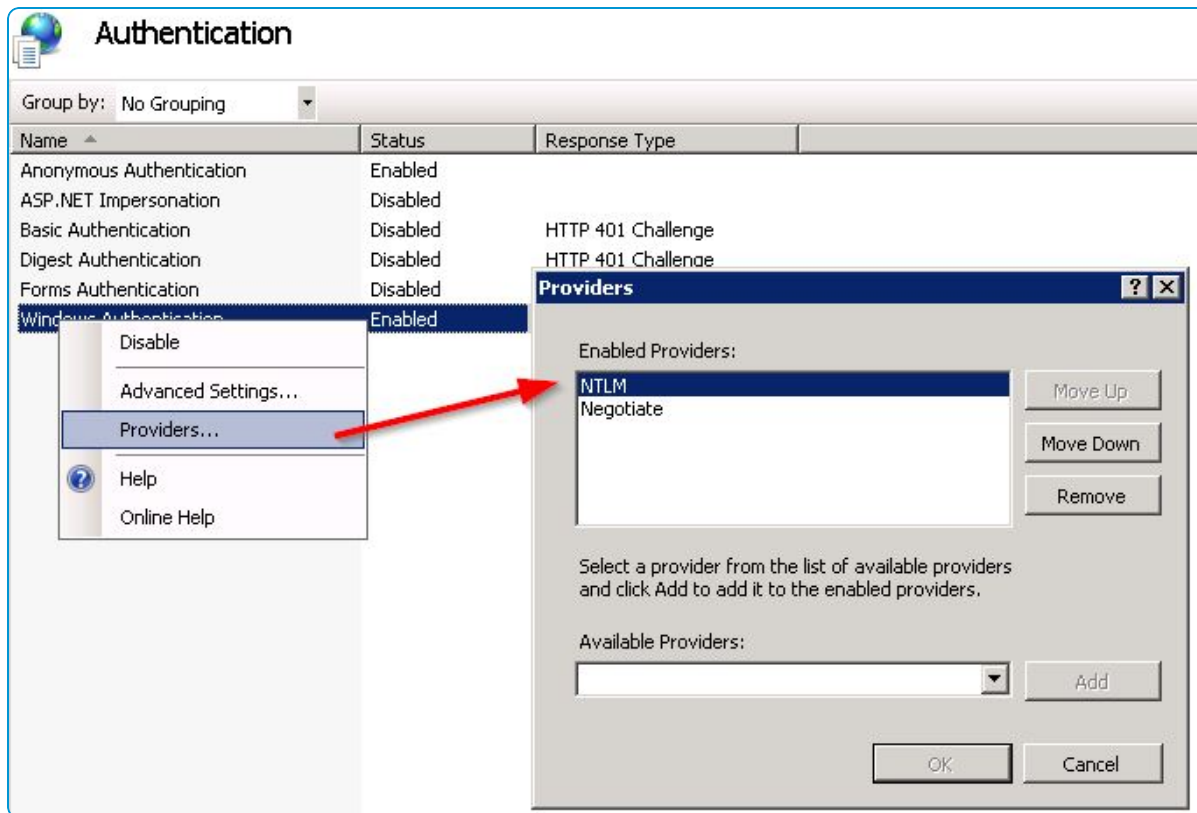 Authentication
Group by: No Grouping
Name Status Response Type
Anonymous Authentication Enabled
ASP.NET Impersonation Disabled
Basic Authentication Disabled HTTP 401 Challenge
Digest Authentication Disabled HTTP 401 Challenge
Forms Authentication Disabled
Windows Authentication Enabled
Disable
Advanced Settings...
Providers...
Help
Online Help
Providers
Enabled Providers:
NTLM
Negotiate
Move Up
Move Down
Remove
Select a provider from the list of available providers
and click Add to add it to the enabled providers.
Available Providers:
Add
OK Cancel